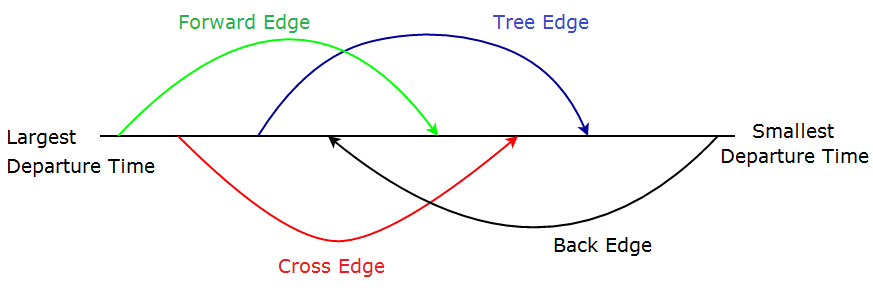 Forward Edge
Tree Edge
Largest
Departure Time
Smallest
Departure Time
Back Edge
Cross Edge